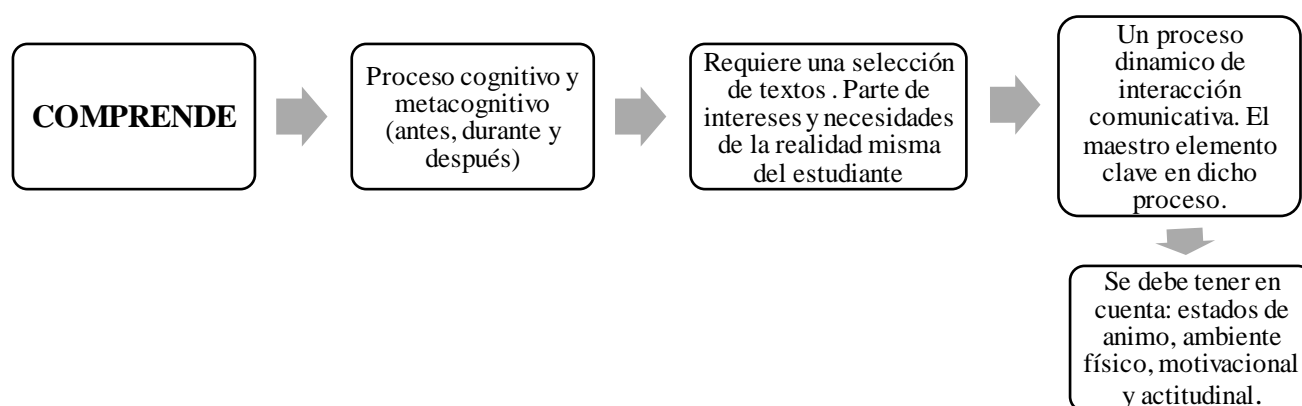 COMPRENDE
Proceso cognitivo y
metacognitivo
(antes, durante y
después)
Requiere una selección
de textos . Parte de
intereses y necesidades
de la realidad misma
del estudiante
Un proceso
dinamico de
interacción
comunicativa. El
maestro elemento
clave en dicho
proceso.
Se debe tener en
cuenta: estados de
animo, ambiente
físico, motivacional
y actitudinal.